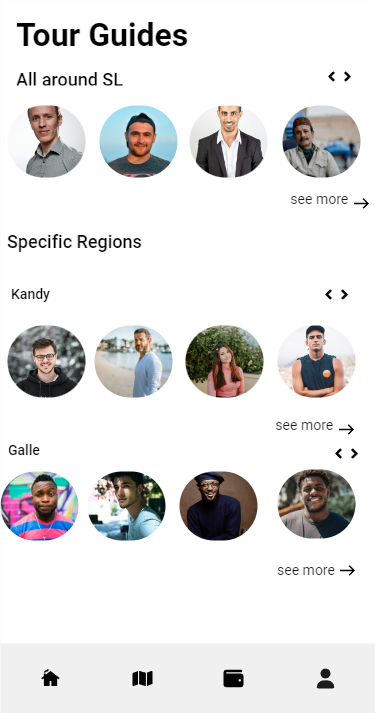 Tour Guides
All around SL
see more
Specific Regions
Kandy
see more
Galle
see more